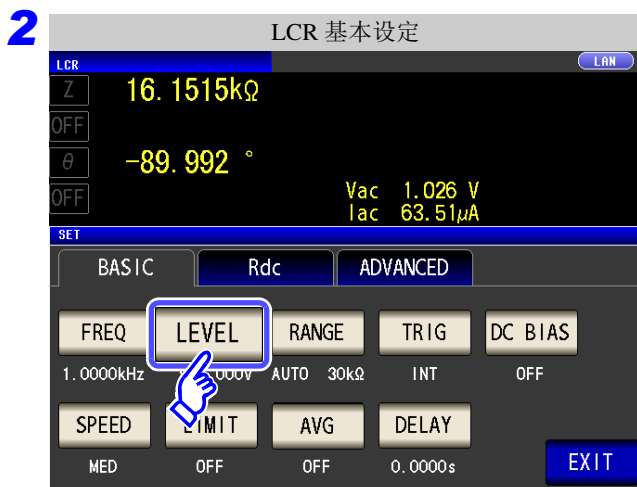 2
LCR 基本设定
LCR
LAN
Z 16.1515kΩ
OFF
θ -89.992 °
OFF
Vac 1.026 V
Iac 63.51μA
SET
BASIC Rdc ADVANCED
FREQ LEVEL RANGE TRIG DC BIAS
1.0000kHz .000V AUTO 30kΩ INT OFF
SPEED LIMIT AVG DELAY
MED OFF OFF 0.0000s
EXIT